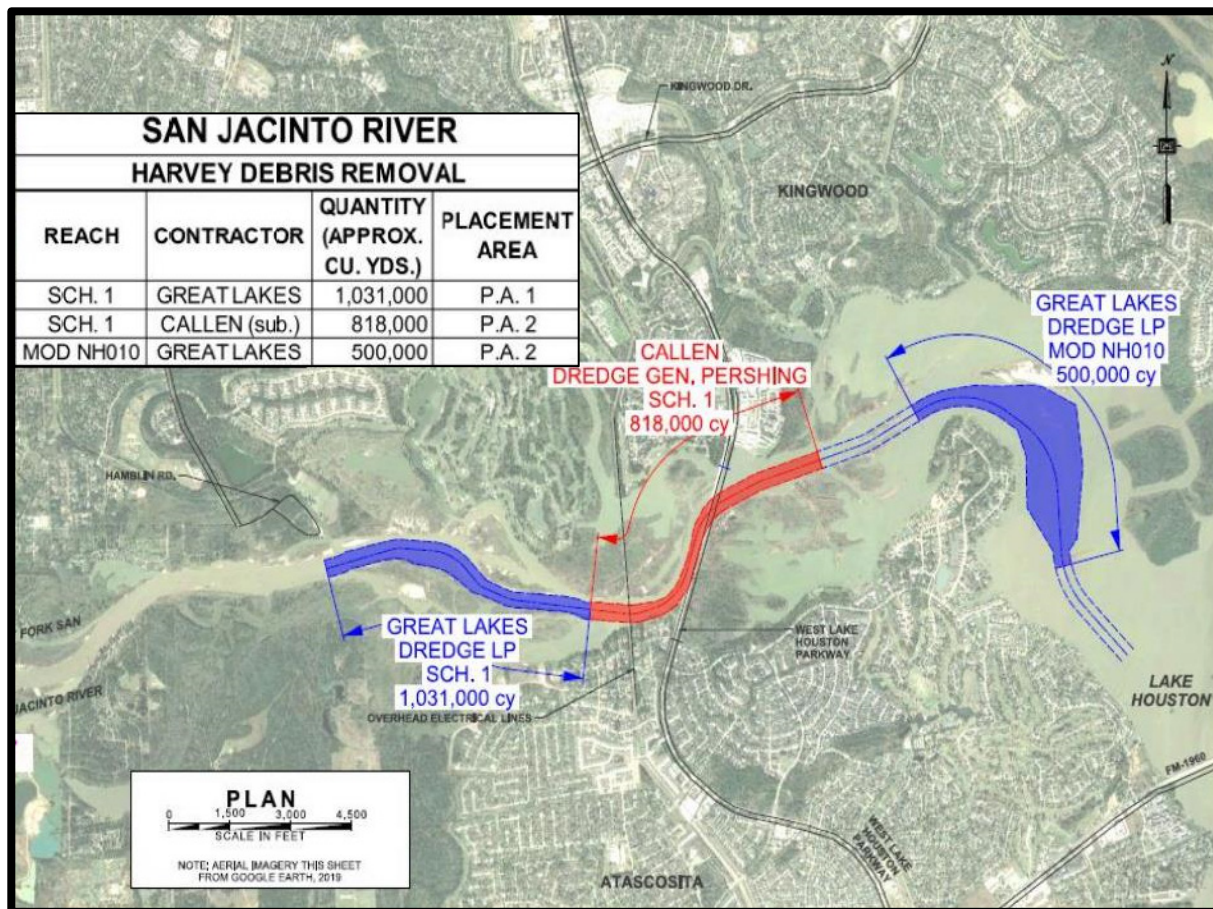 SAN JACINTO RIVER
HARVEY DEBRIS REMOVAL
REACH CONTRACTOR QUANTITY (APPROX. CU. YDS.) PLACEMENT AREA
SCH. 1 GREAT LAKES 1,031,000 P.A. 1
SCH. 1 CALLEN (sub.) 818,000 P.A. 2
MOD NH010 GREAT LAKES 500,000 P.A. 2
KINGWOOD DR.
N
KINGWOOD
GREAT LAKES
DREDGE LP
MOD NH010
500,000 cy
CALLEN
DREDGE GEN. PERSHING
SCH. 1
818,000 cy
HAMBLIN RD.
FORK SAN
JACINTO RIVER
GREAT LAKES
DREDGE LP
SCH. 1
1,031,000 cy
OVERHEAD ELECTRICAL LINES
WEST LAKE
HOUSTON
PARKWAY
LAKE
HOUSTON
FM-1960
WEST LAKE
HOUSTON
PARKWAY
ATASCOSITA
PLAN
0 1,500 3,000 4,500
SCALE IN FEET
NOTE: AERIAL IMAGERY THIS SHEET
FROM GOOGLE EARTH, 2019